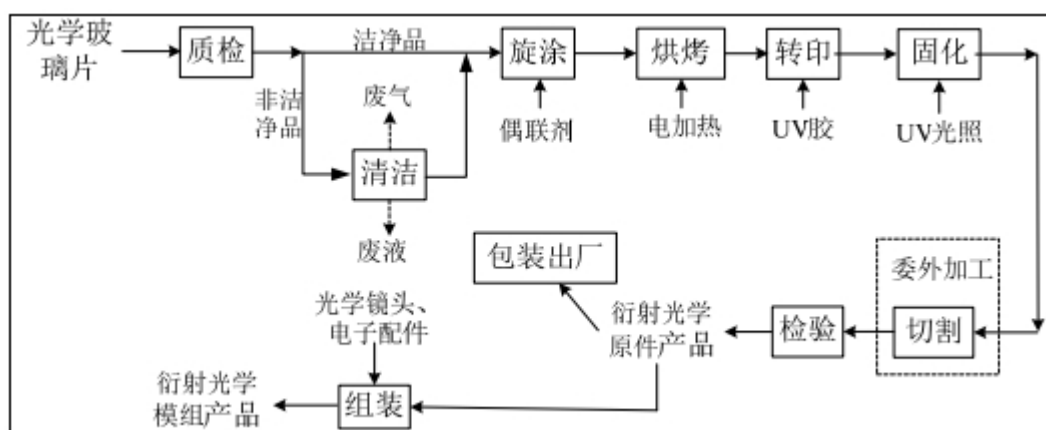 光学玻
璃片
质检
洁净品
非洁
净品
废气
清洁
废液
旋涂
偶联剂
烘烤
电加热
转印
UV胶
固化
UV光照
委外加工
切割
检验
衍射光学
原件产品
包装出厂
光学镜头、
电子配件
组装
衍射光学
模组产品